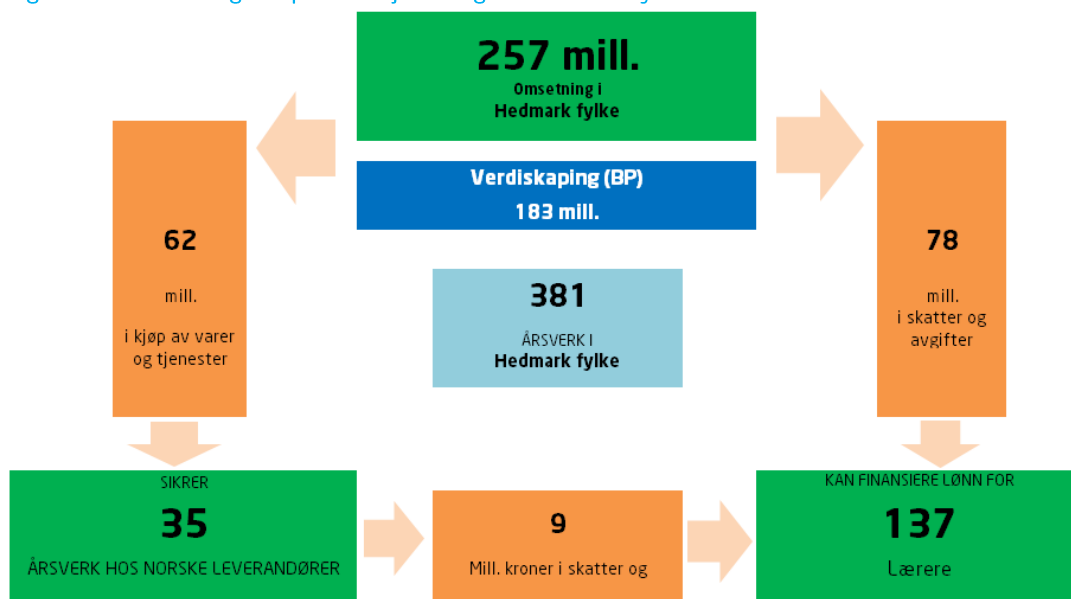 257 mill.
Omsetning i
Hedmark fylke
Verdiskaping (BP)
183 mill.
62
mill.
i kjøp av varer
og tjenester
381
ÅRSVERK I
Hedmark fylke
78
mill.
i skatter og
avgifter
SIKRER
35
ÅRSVERK HOS NORSKE LEVERANDØRER
9
Mill. kroner i skatter og
KAN FINANSIERE LØNN FOR
137
Lærere